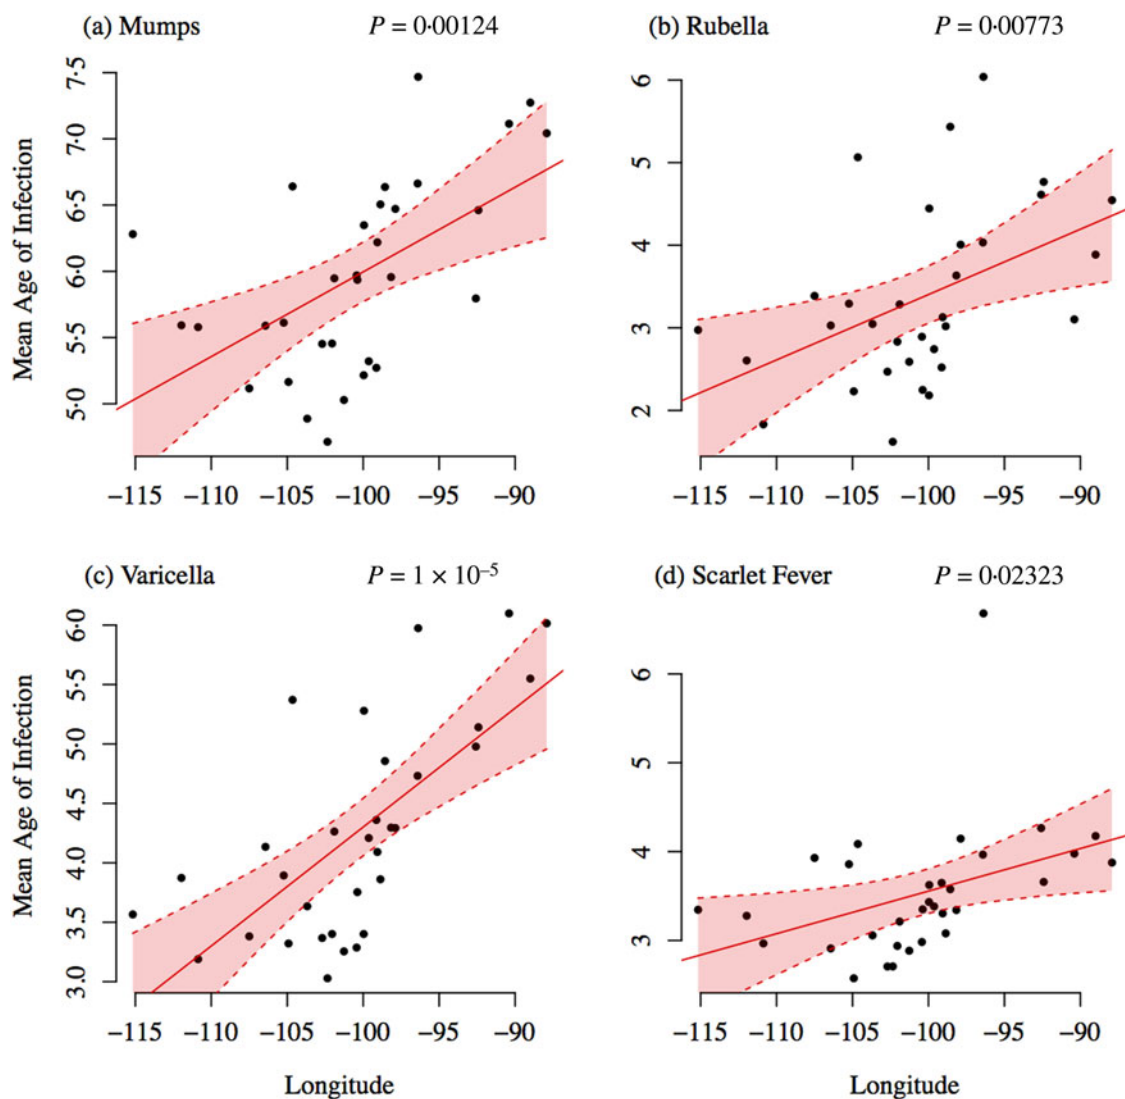 (a) Mumps P = 0·00124
(b) Rubella P = 0·00773
Mean Age of Infection
7·5
7·0
6·5
6·0
5·5
5·0
6
5
4
3
2
−115 −110 −105 −100 −95 −90
−115 −110 −105 −100 −95 −90
(c) Varicella P = 1 × 10⁻⁵
(d) Scarlet Fever P = 0·02323
Mean Age of Infection
6·0
5·5
5·0
4·5
4·0
3·5
3·0
6
5
4
3
−115 −110 −105 −100 −95 −90
−115 −110 −105 −100 −95 −90
Longitude
Longitude